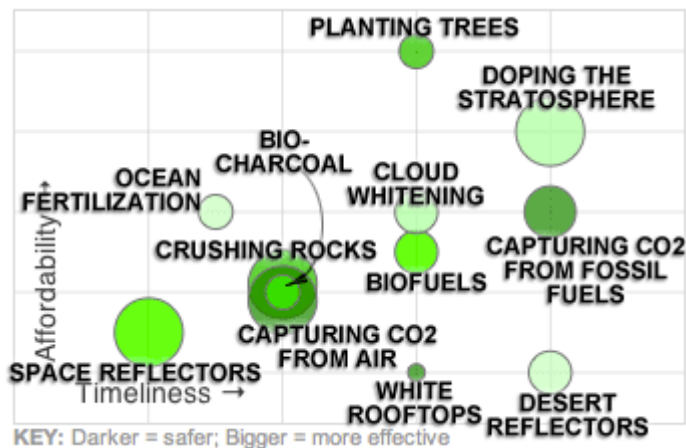 PLANTING TREES
DOPING THE
STRATOSPHERE
BIO-
CHARCOAL
CLOUD
WHITENING
OCEAN
FERTILIZATION
CRUSHING ROCKS
BIOFUELS
CAPTURING CO2
FROM FOSSIL
FUELS
CAPTURING CO2
FROM AIR
SPACE REFLECTORS
WHITE
ROOFTOPS
DESERT
REFLECTORS
Affordability→
Timeliness →
KEY: Darker = safer; Bigger = more effective